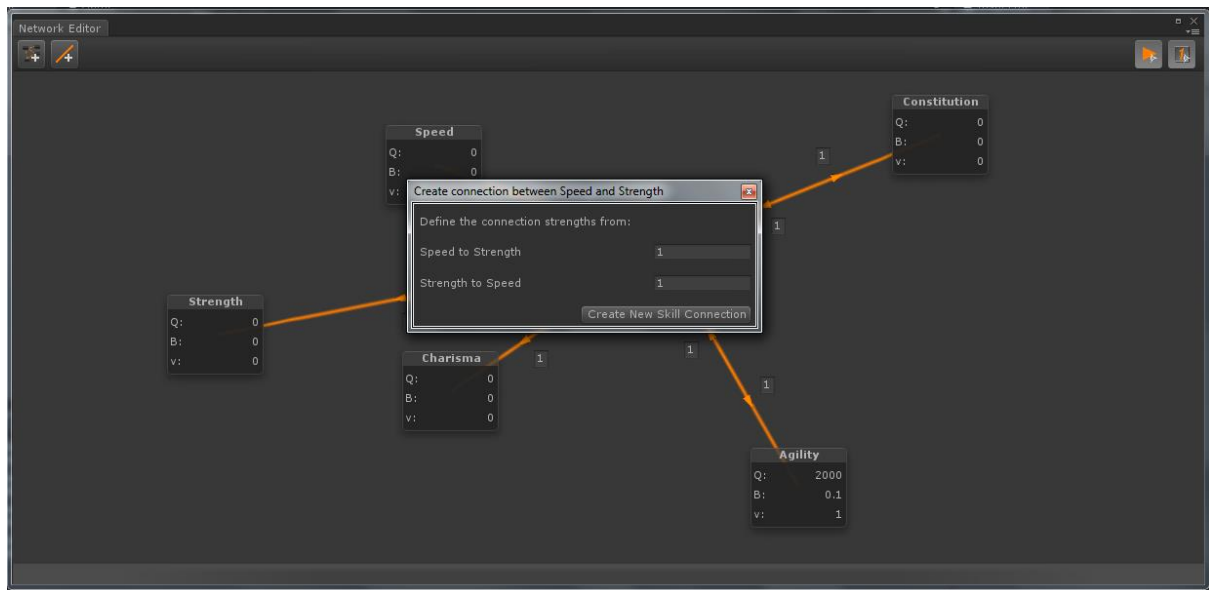 Network Editor
Constitution
Q: 0
B: 0
v: 0
Speed
Q: 0
B: 0
v:
1
1
Create connection between Speed and Strength
Define the connection strengths from:
Speed to Strength 1
Strength to Speed 1
Create New Skill Connection
Strength
Q: 0
B: 0
v: 0
Charisma
Q: 0
B: 0
v: 0
1
1
1
Agility
Q: 2000
B: 0.1
v: 1